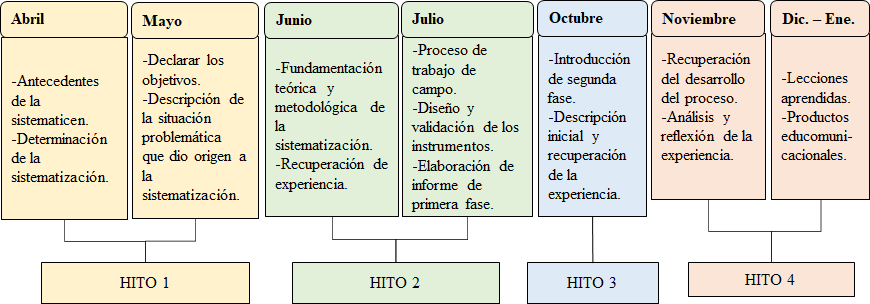 Abril
-Antecedentes
de la
sistematicen.
-Determinación
de la
sistematización.
Mayo
-Declarar los
objetivos.
-Descripción de
la situación
problemática
que dio origen a
la
sistematización.
Junio
-Fundamentación
teórica y
metodológica de
la
sistematización.
-Recuperación de
experiencia.
Julio
-Proceso de
trabajo de
campo.
-Diseño y
validación de los
instrumentos.
-Elaboración de
informe de
primera fase.
Octubre
-Introducción
de segunda
fase.
-Descripción
inicial y
recuperación
de la
experiencia.
Noviembre
-Recuperación
del desarrollo
del proceso.
-Análisis y
reflexión de la
experiencia.
Dic. – Ene.
-Lecciones
aprendidas.
-Productos
educomuni-
cacionales.
HITO 1
HITO 2
HITO 3
HITO 4